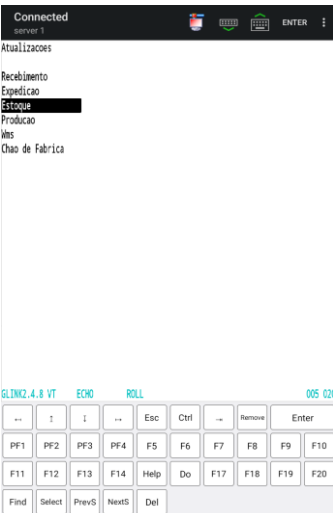 Connected
server 1
ENTER
Atualizacoes
Recebimento
Expedicao
Estoque
Producao
Wms
Chao de Fabrica
GLINK2.4.8 VT ECHO ROLL 005 020
Esc Ctrl Remove Enter
PF1 PF2 PF3 PF4 F5 F6 F7 F8 F9 F10
F11 F12 F13 F14 Help Do F17 F18 F19 F20
Find Select PrevS NextS Del